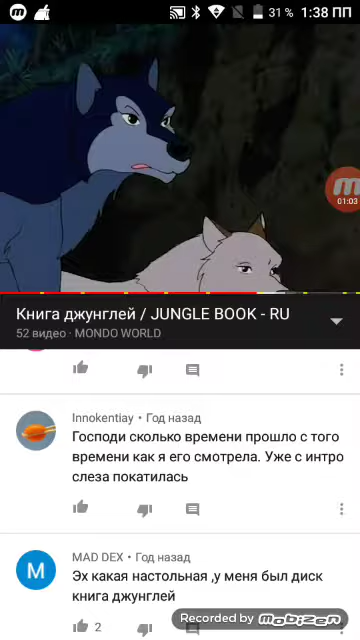 31 % 1:38 ПП
01:03
Книга джунглей / JUNGLE BOOK - RU
52 видео · MONDO WORLD
Innokentiay • Год назад
Господи сколько времени прошло с того
времени как я его смотрела. Уже с интро
слеза покатилась
M
MAD DEX • Год назад
Эх какая настольная ,у меня был диск
книга джунглей
2
Recorded by MOBIZEN